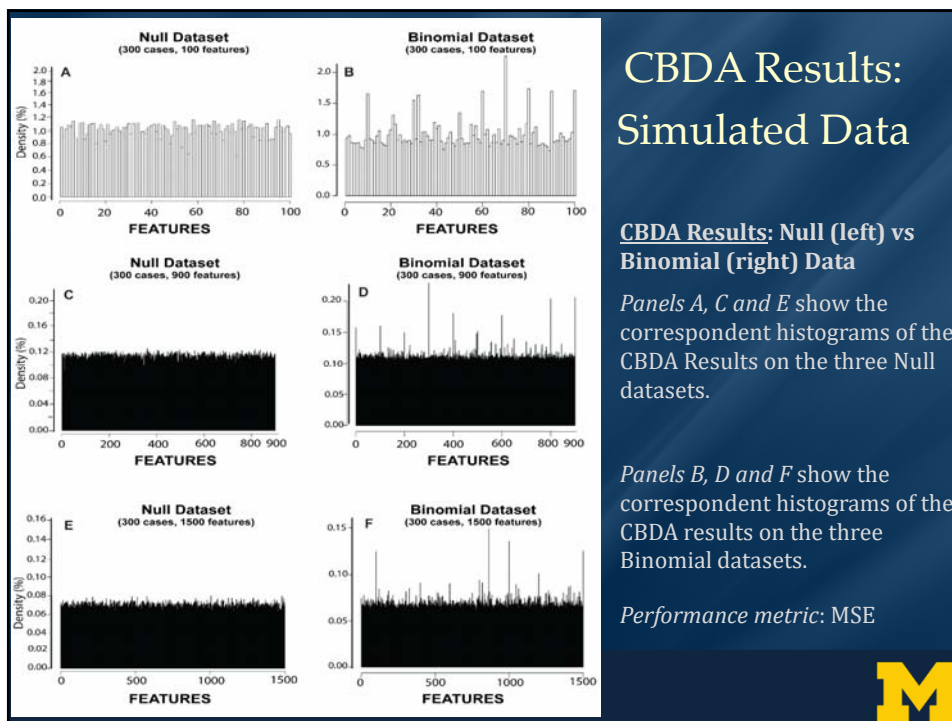 Null Dataset
(300 cases, 100 features)
A
Density (%)
2.0
1.8
1.6
1.4
1.2
1.0
0.8
0.6
0.4
0.2
0.0
0 20 40 60 80 100
FEATURES
Binomial Dataset
(300 cases, 100 features)
B
2.0
1.5
1.0
0.5
0.0
0 20 40 60 80 100
FEATURES
Null Dataset
(300 cases, 900 features)
C
Density (%)
0.20
0.16
0.12
0.08
0.04
0.00
0 200 400 600 800 900
FEATURES
Binomial Dataset
(300 cases, 900 features)
D
0.20
0.15
0.10
0.05
0.00
0 200 400 600 800 900
FEATURES
Null Dataset
(300 cases, 1500 features)
E
Density (%)
0.16
0.14
0.12
0.10
0.08
0.06
0.04
0.02
0.00
0 500 1000 1500
FEATURES
Binomial Dataset
(300 cases, 1500 features)
F
0.15
0.10
0.05
0.00
0 500 1000 1500
FEATURES
CBDA Results:
Simulated Data
CBDA Results: Null (left) vs
Binomial (right) Data
Panels A, C and E show the
correspondent histograms of the
CBDA Results on the three Null
datasets.
Panels B, D and F show the
correspondent histograms of the
CBDA results on the three
Binomial datasets.
Performance metric: MSE
M